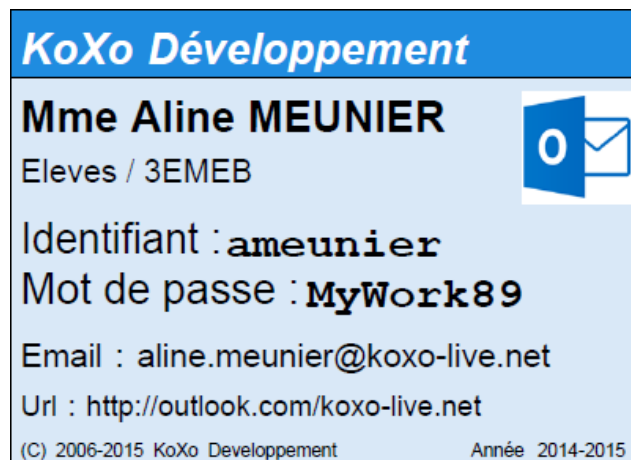 KoXo Développement
Mme Aline MEUNIER
Eleves / 3EMEB
O
Identifiant : ameunier
Mot de passe : MyWork89
Email : aline.meunier@koxo-live.net
Url : http://outlook.com/koxo-live.net
(C) 2006-2015 KoXo Developpement Année 2014-2015